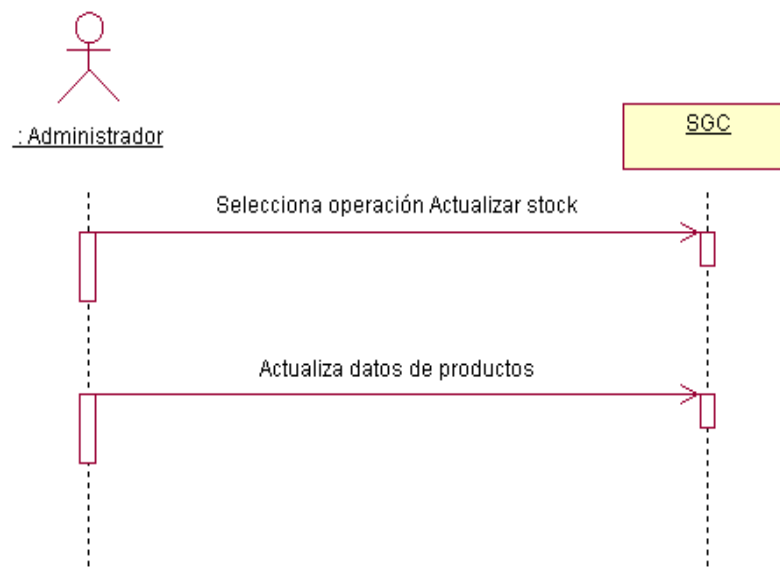 : Administrador
SGC
Selecciona operación Actualizar stock
Actualiza datos de productos